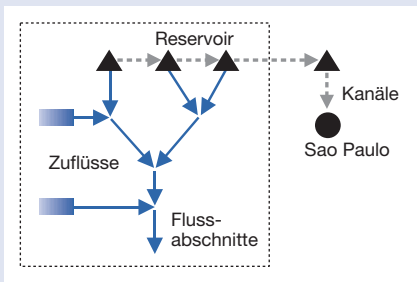 Reservoir
Kanäle
Sao Paulo
Zuflüsse
Fluss-
abschnitte